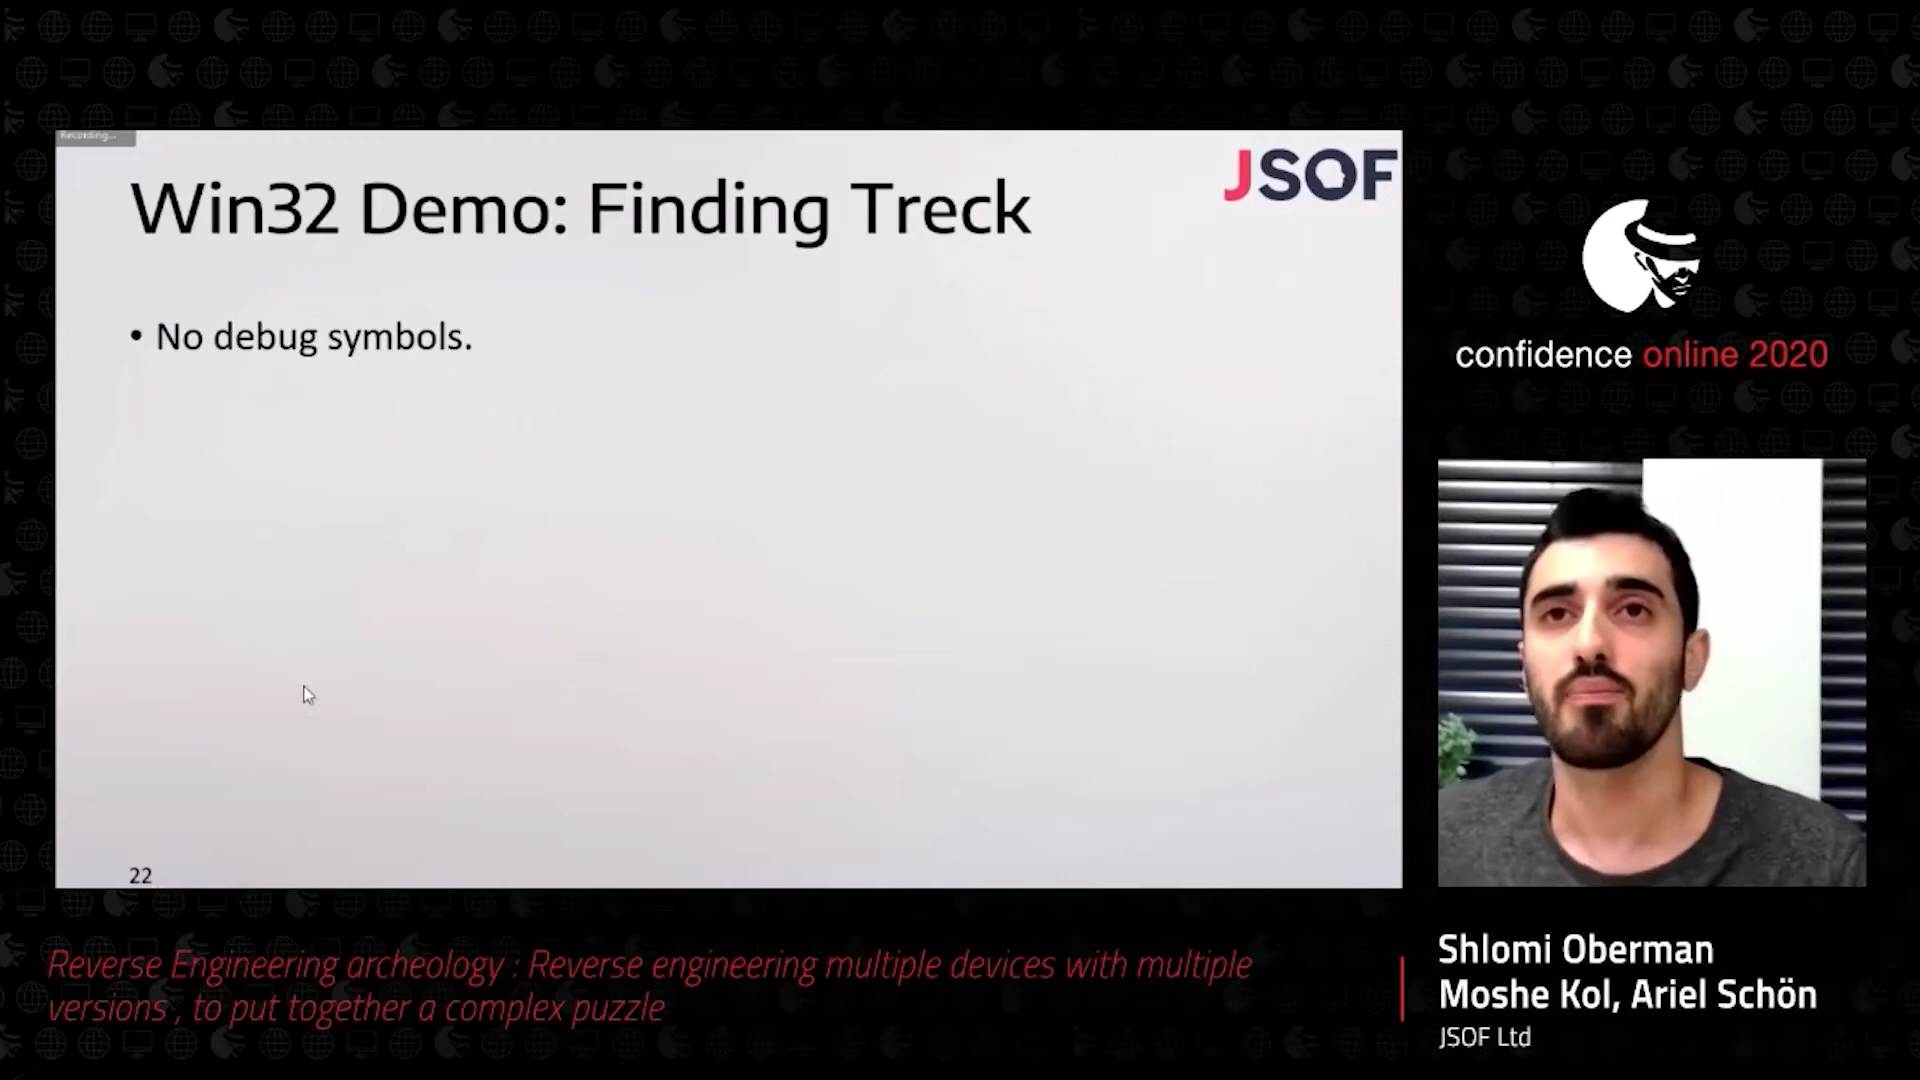 Recording...
Win32 Demo: Finding Treck
JSOF
• No debug symbols.
22
confidence online 2020
Reverse Engineering archeology : Reverse engineering multiple devices with multiple
versions , to put together a complex puzzle
Shlomi Oberman
Moshe Kol, Ariel Schön
JSOF Ltd